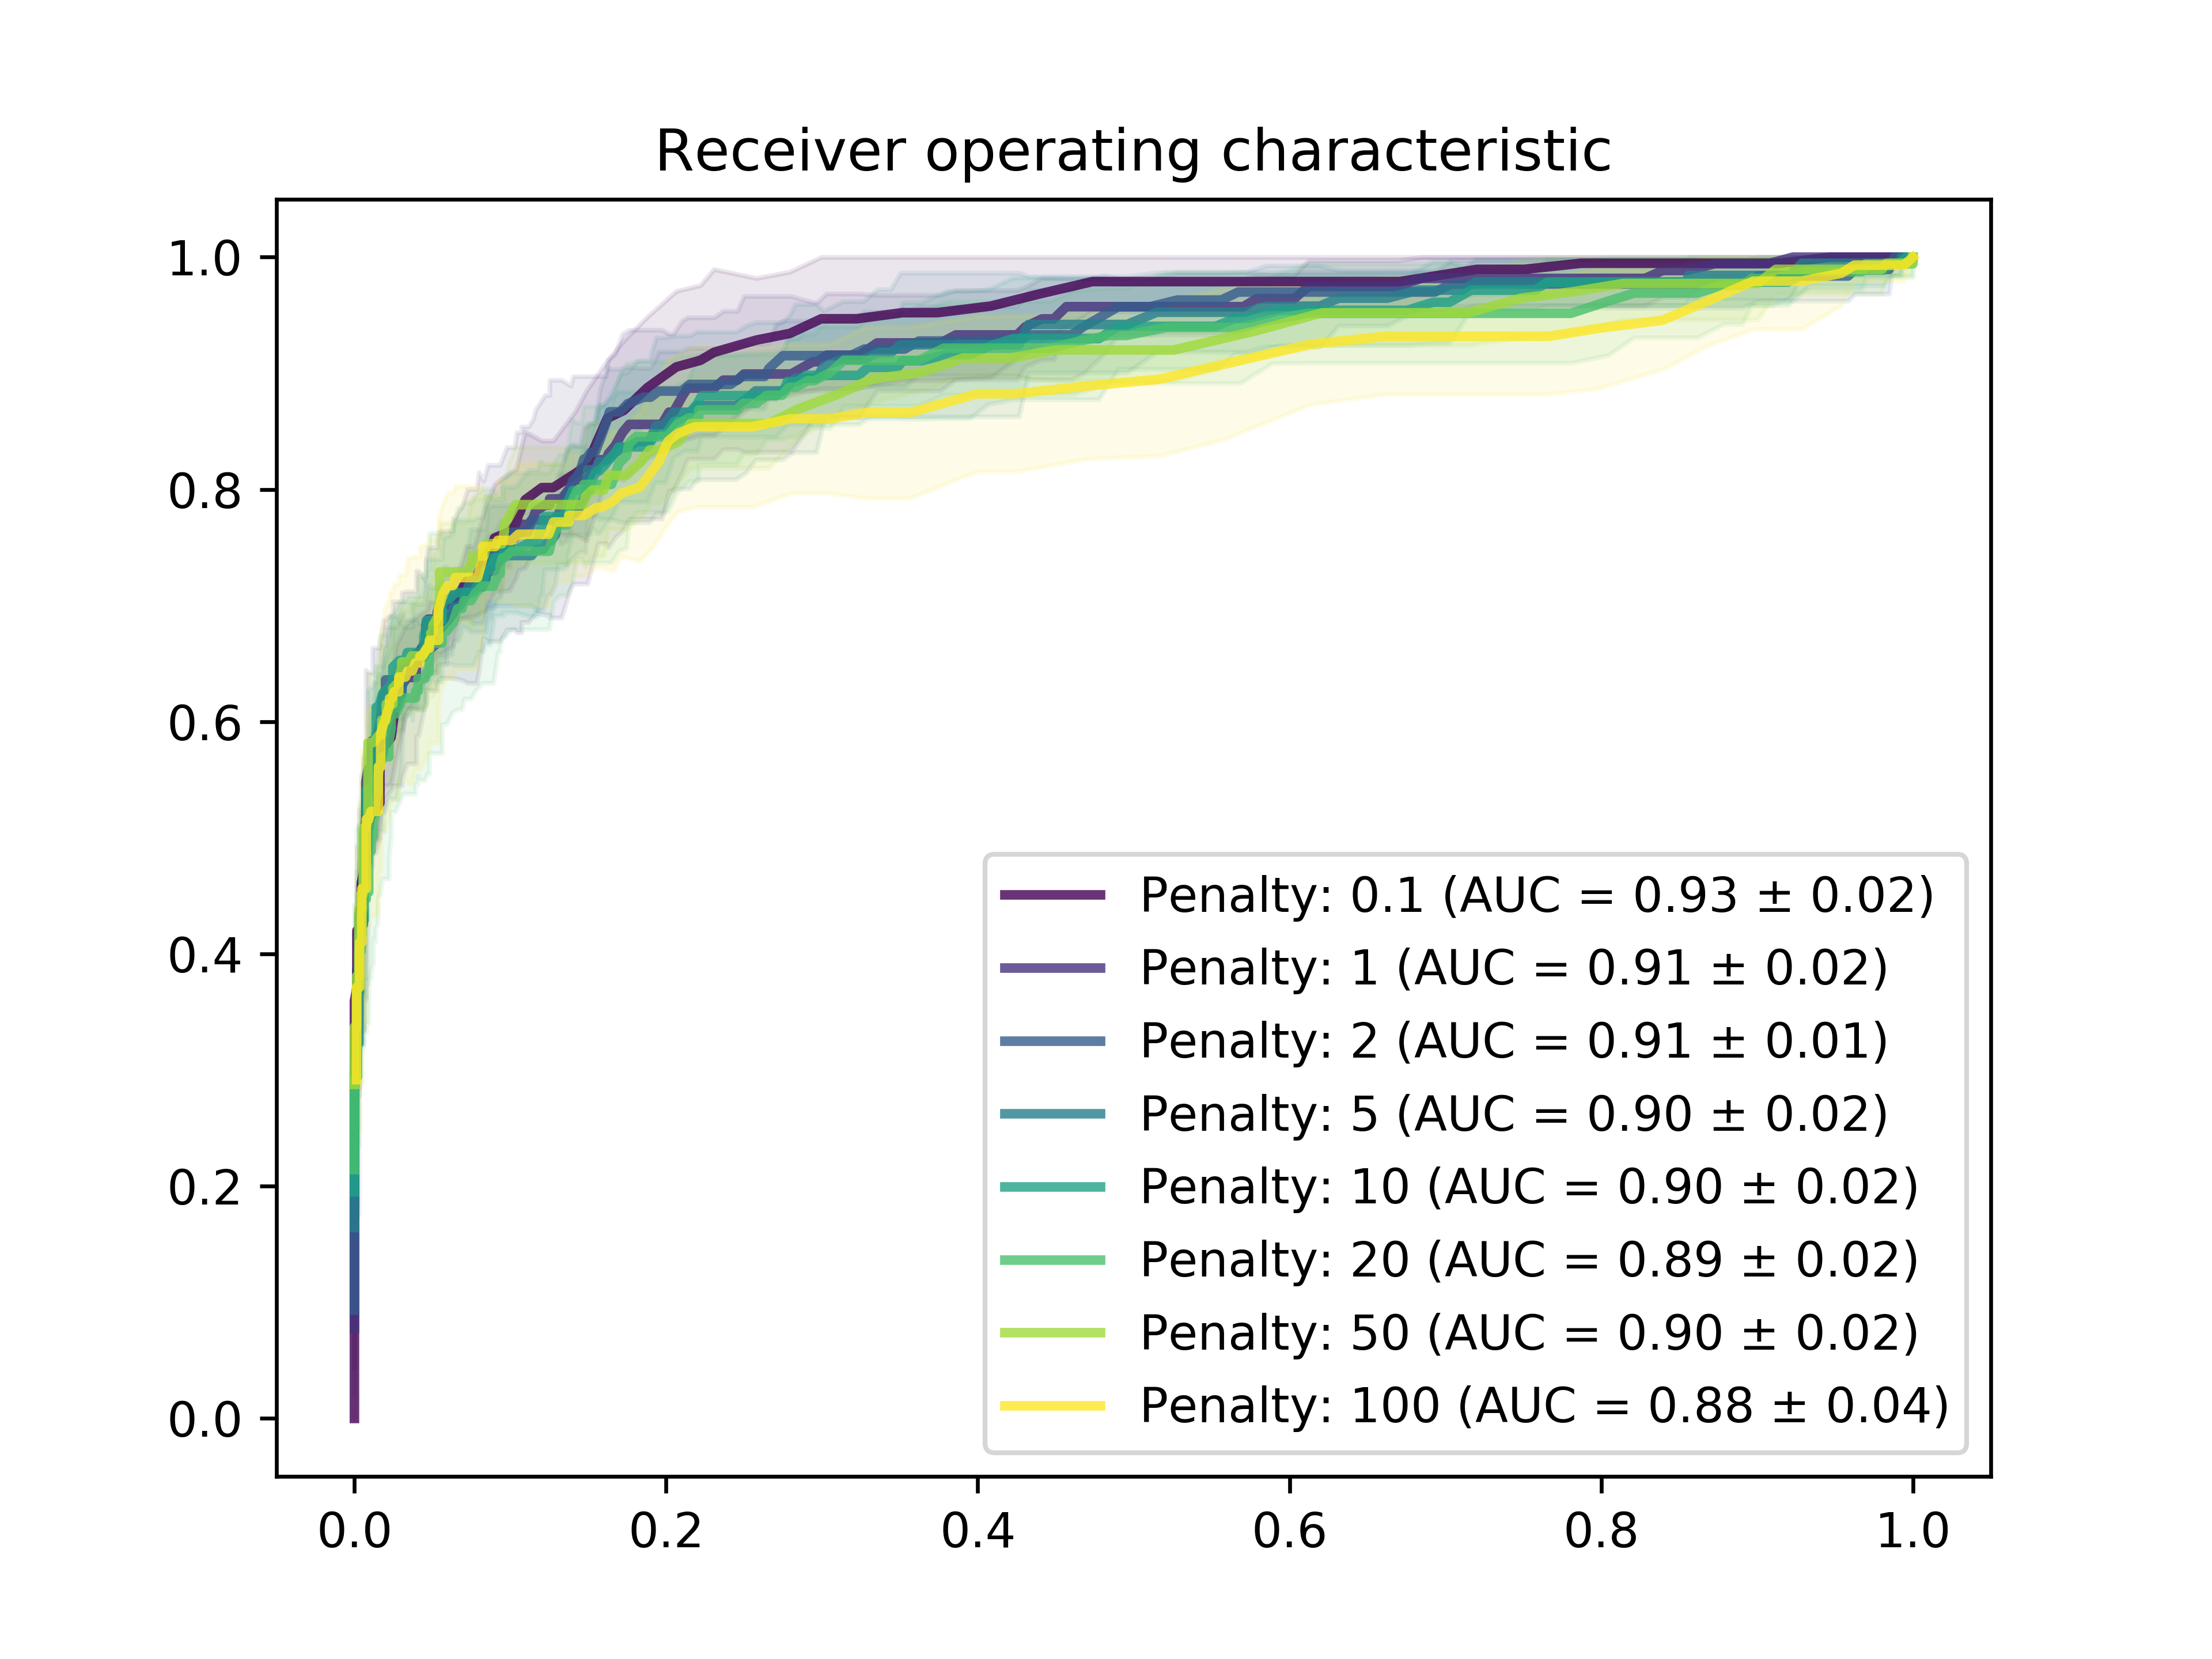 Receiver operating characteristic
1.0
0.8
0.6
0.4
0.2
0.0
Penalty: 0.1 (AUC = 0.93 ± 0.02)
Penalty: 1 (AUC = 0.91 ± 0.02)
Penalty: 2 (AUC = 0.91 ± 0.01)
Penalty: 5 (AUC = 0.90 ± 0.02)
Penalty: 10 (AUC = 0.90 ± 0.02)
Penalty: 20 (AUC = 0.89 ± 0.02)
Penalty: 50 (AUC = 0.90 ± 0.02)
Penalty: 100 (AUC = 0.88 ± 0.04)
0.0 0.2 0.4 0.6 0.8 1.0